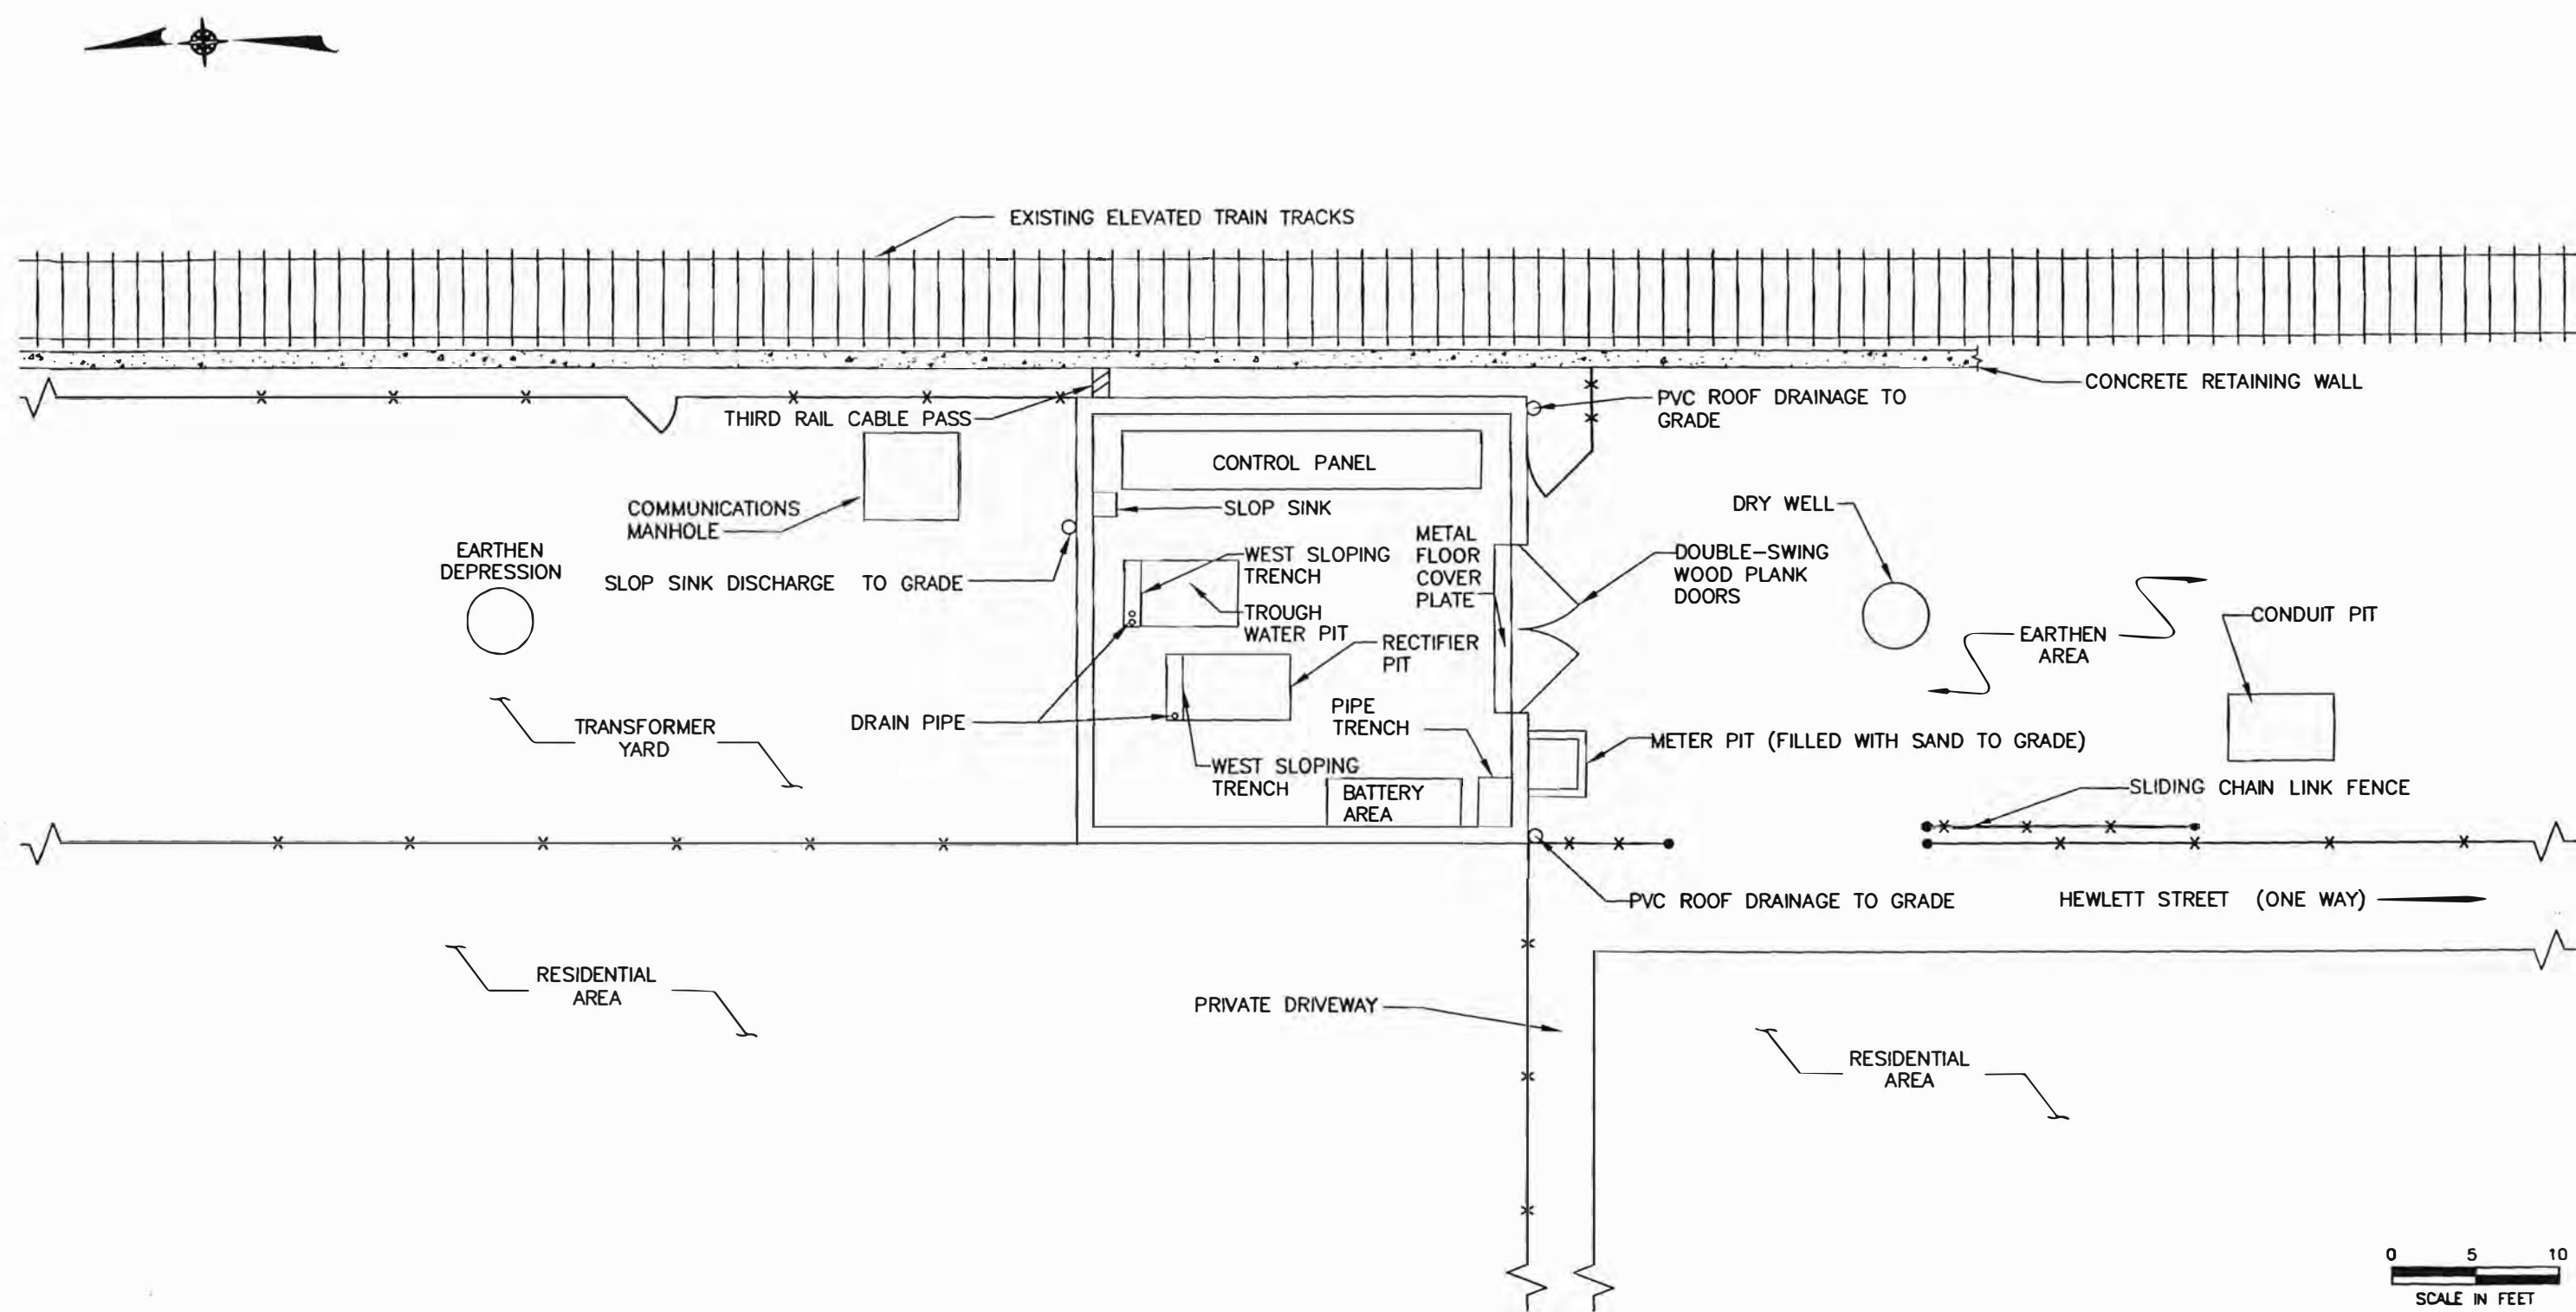 EXISTING ELEVATED TRAIN TRACKS
CONCRETE RETAINING WALL
THIRD RAIL CABLE PASS
PVC ROOF DRAINAGE TO
GRADE
CONTROL PANEL
COMMUNICATIONS
MANHOLE
SLOP SINK
DRY WELL
EARTHEN
DEPRESSION
SLOP SINK DISCHARGE TO GRADE
WEST SLOPING
TRENCH
TROUGH
WATER PIT
METAL
FLOOR
COVER
PLATE
DOUBLE-SWING
WOOD PLANK
DOORS
EARTHEN
AREA
CONDUIT PIT
RECTIFIER
PIT
DRAIN PIPE
PIPE
TRENCH
TRANSFORMER
YARD
METER PIT (FILLED WITH SAND TO GRADE)
WEST SLOPING
TRENCH
BATTERY
AREA
SLIDING CHAIN LINK FENCE
PVC ROOF DRAINAGE TO GRADE
HEWLETT STREET (ONE WAY)
RESIDENTIAL
AREA
PRIVATE DRIVEWAY
RESIDENTIAL
AREA
0 5 10
SCALE IN FEET